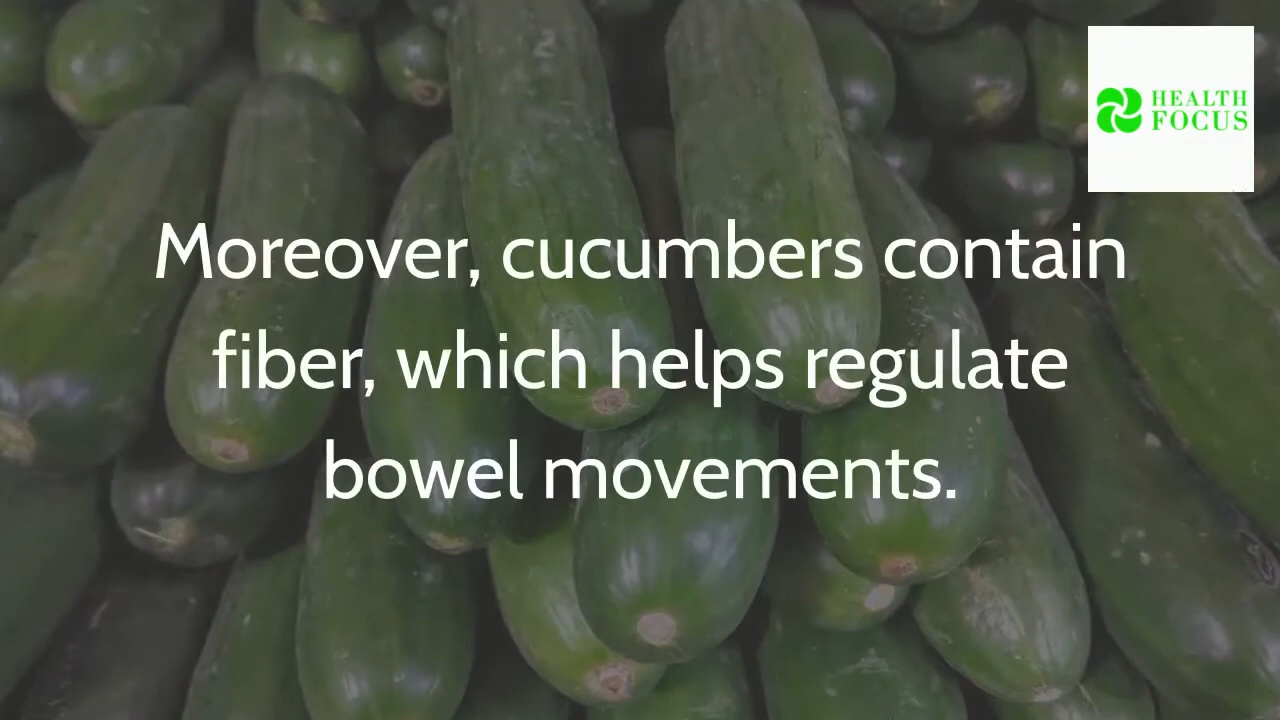 HEALTH
FOCUS
Moreover, cucumbers contain
fiber, which helps regulate
bowel movements.